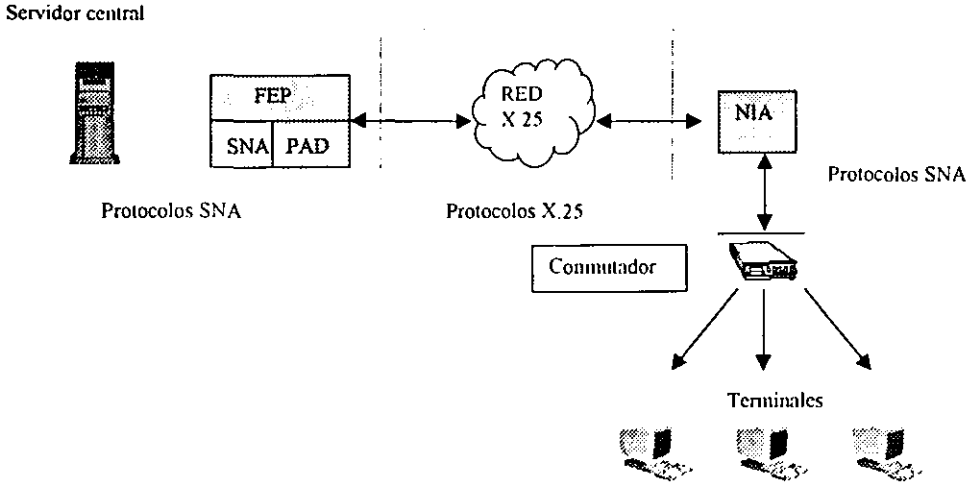 Servidor central
FEP
SNA PAD
RED
X 25
NIA
Protocolos SNA
Protocolos X.25
Protocolos SNA
Conmutador
Terminales